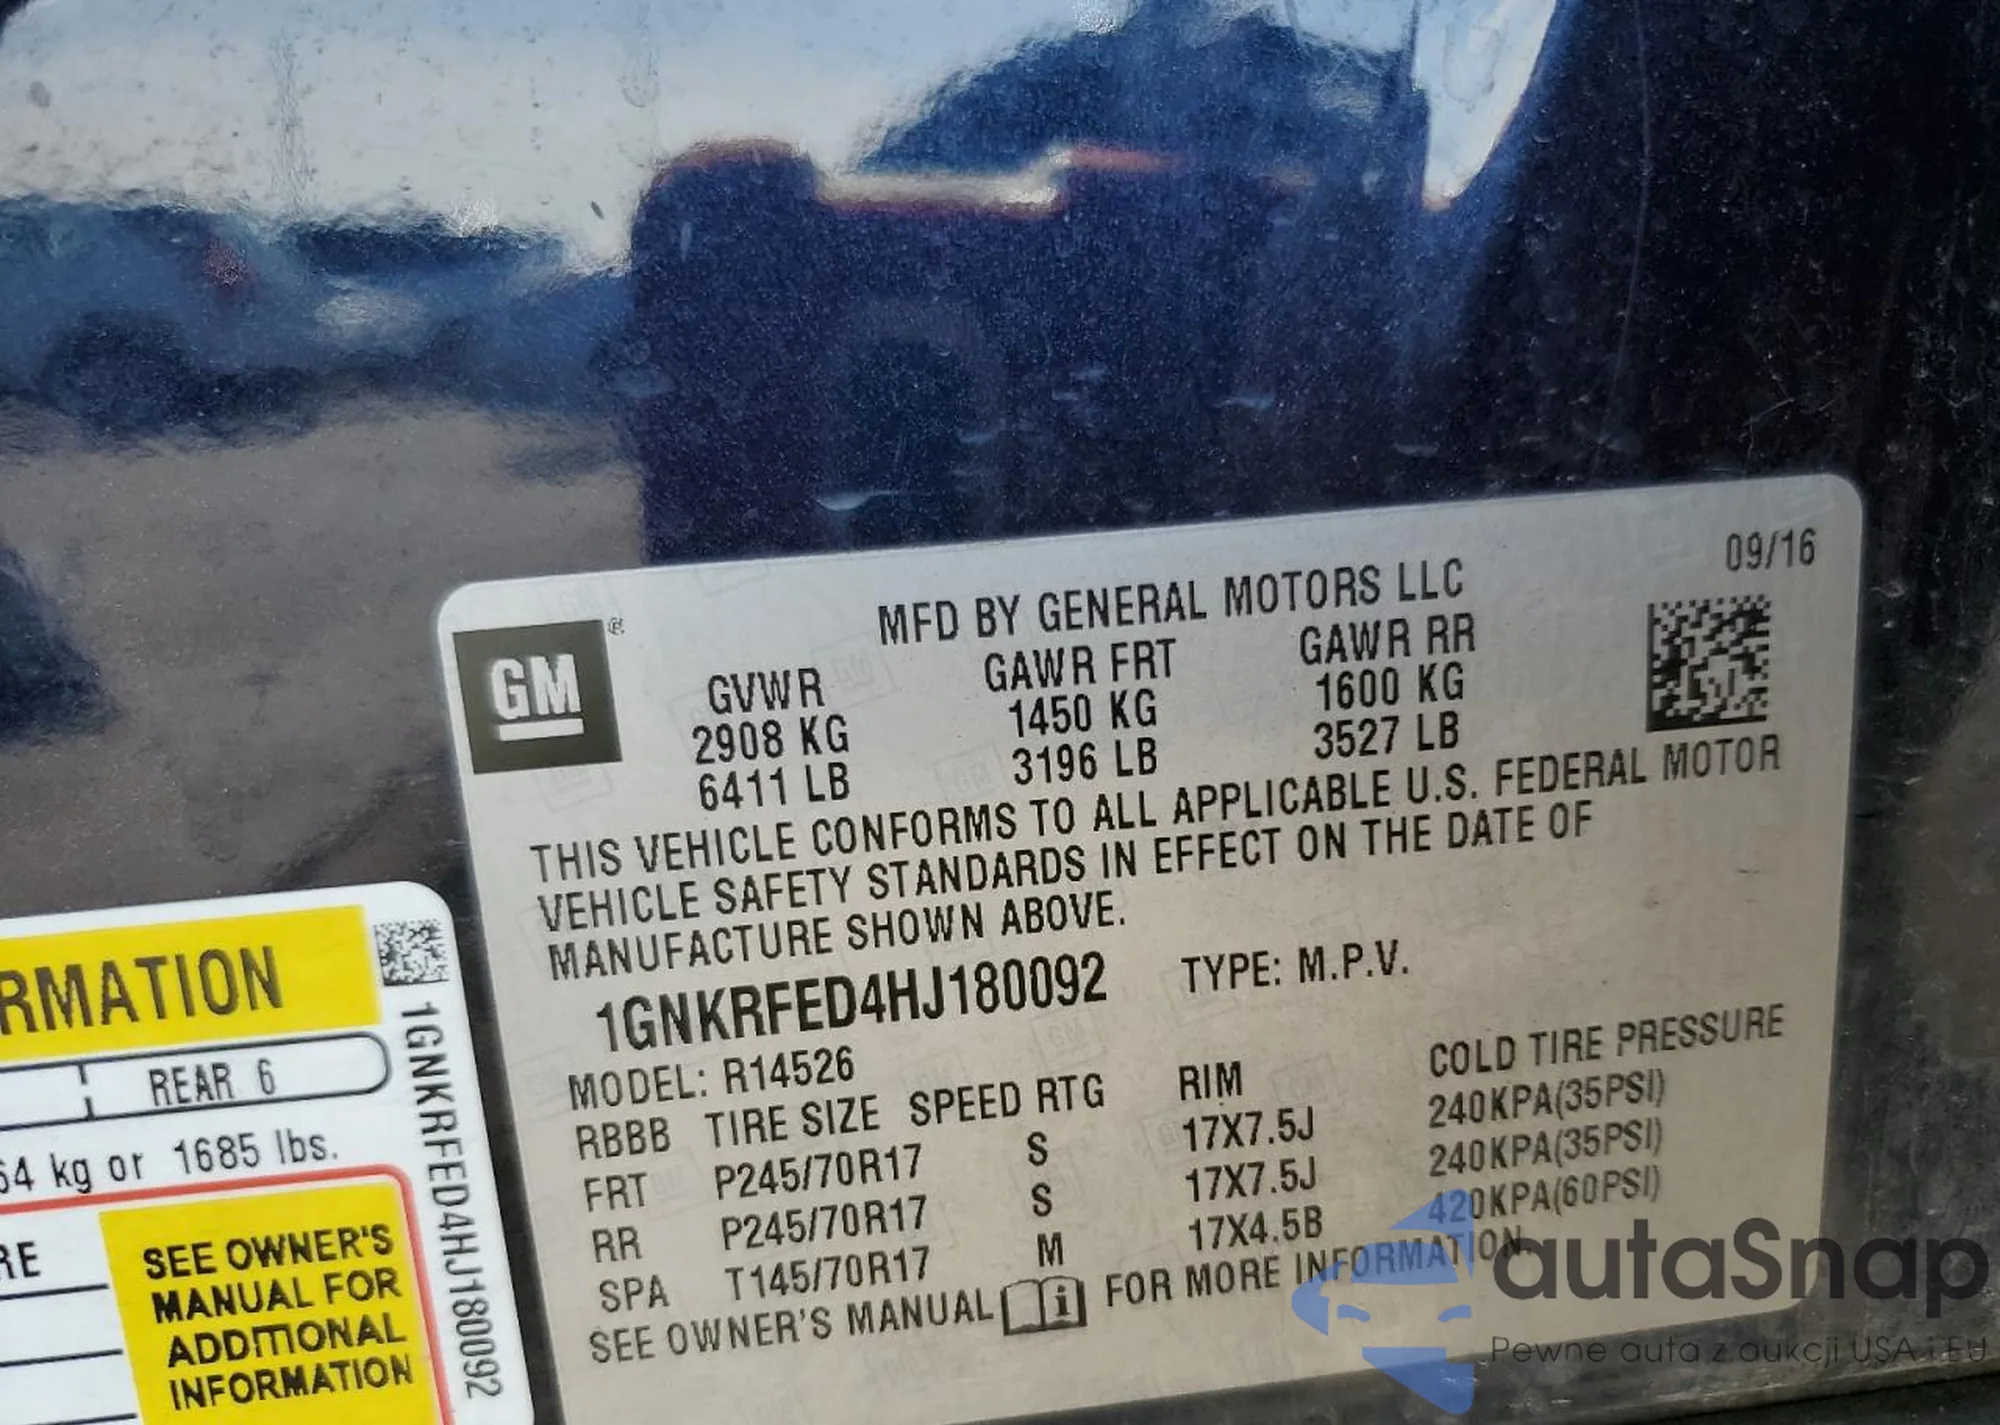 09/16
MFD BY GENERAL MOTORS LLC
GM
GVWR GAWR FRT GAWR RR
2908 KG 1450 KG 1600 KG
6411 LB 3196 LB 3527 LB
THIS VEHICLE CONFORMS TO ALL APPLICABLE U.S. FEDERAL MOTOR
VEHICLE SAFETY STANDARDS IN EFFECT ON THE DATE OF
MANUFACTURE SHOWN ABOVE.
1GNKRFED4HJ180092 TYPE: M.P.V.
MODEL: R14526
RBBB TIRE SIZE SPEED RTG RIM COLD TIRE PRESSURE
FRT P245/70R17 S 17X7.5J 240KPA(35PSI)
RR P245/70R17 S 17X7.5J 240KPA(35PSI)
SPA T145/70R17 M 17X4.5B 420KPA(60PSI)
SEE OWNER'S MANUAL i FOR MORE INFORMATION.
RMATION
REAR 6
kg or 1685 lbs.
RE
SEE OWNER'S
MANUAL FOR
ADDITIONAL
INFORMATION
1GNKRFED4HJ180092
autaSnap
Pewne auta z aukcji USA i EU